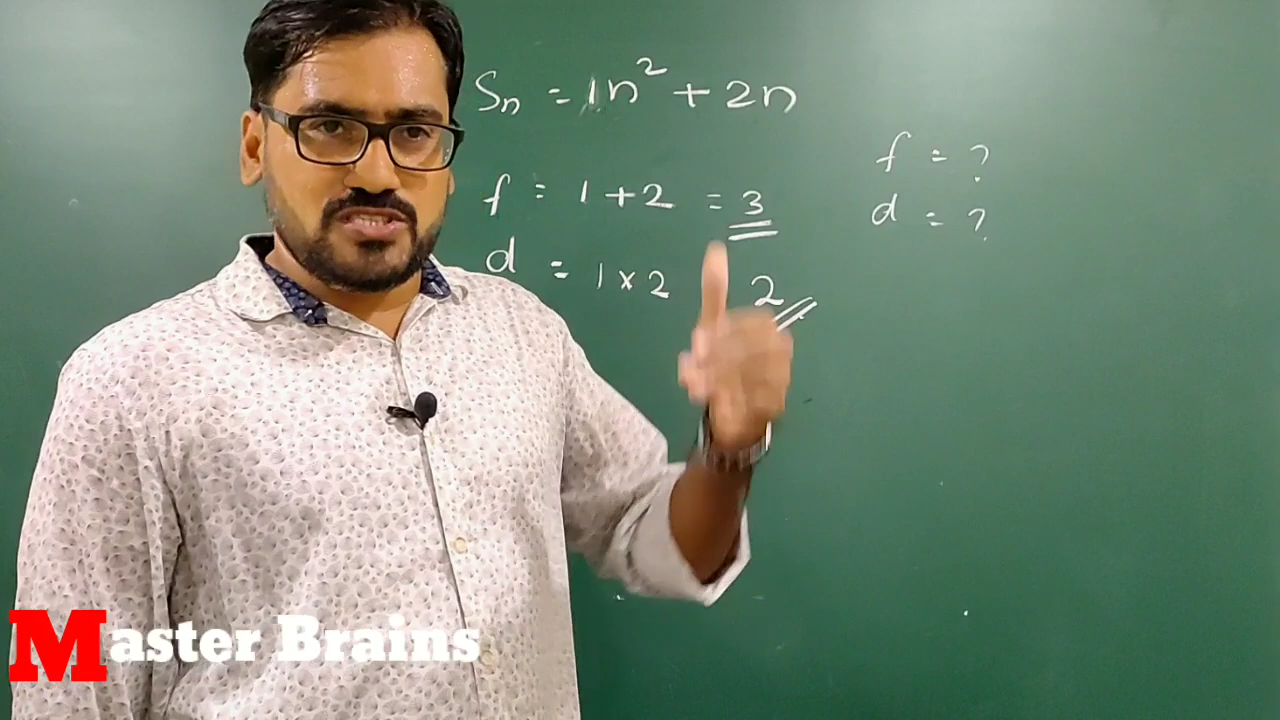 Sn = 1n² + 2n
f = ?
d = ?
f = 1 + 2 = 3
d = 1 × 2 2
Master Brains